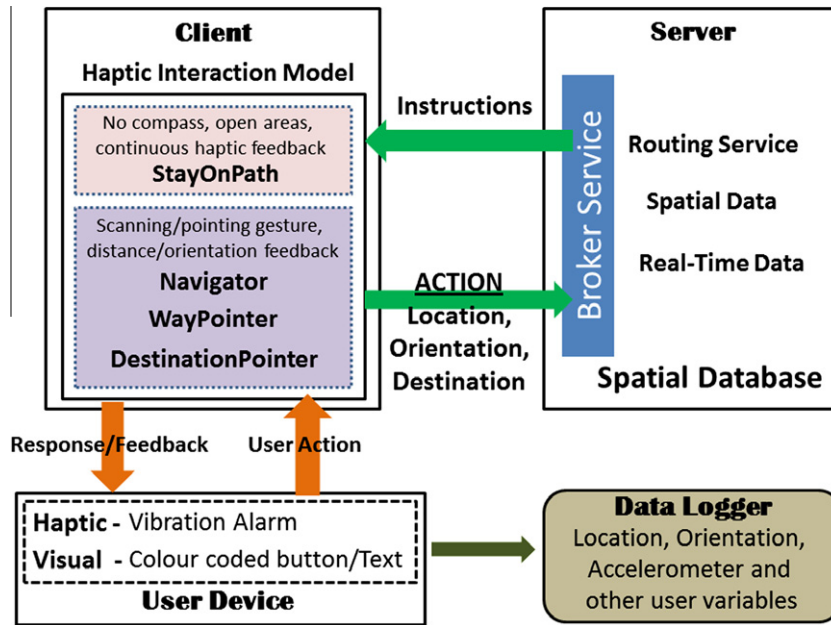 Client
Haptic Interaction Model
No compass, open areas,
continuous haptic feedback
StayOnPath
Scanning/pointing gesture,
distance/orientation feedback
Navigator
WayPointer
DestinationPointer
Instructions
ACTION
Location,
Orientation,
Destination
Server
Broker Service
Routing Service
Spatial Data
Real-Time Data
Spatial Database
Response/Feedback
User Action
Haptic - Vibration Alarm
Visual - Colour coded button/Text
User Device
Data Logger
Location, Orientation,
Accelerometer and
other user variables